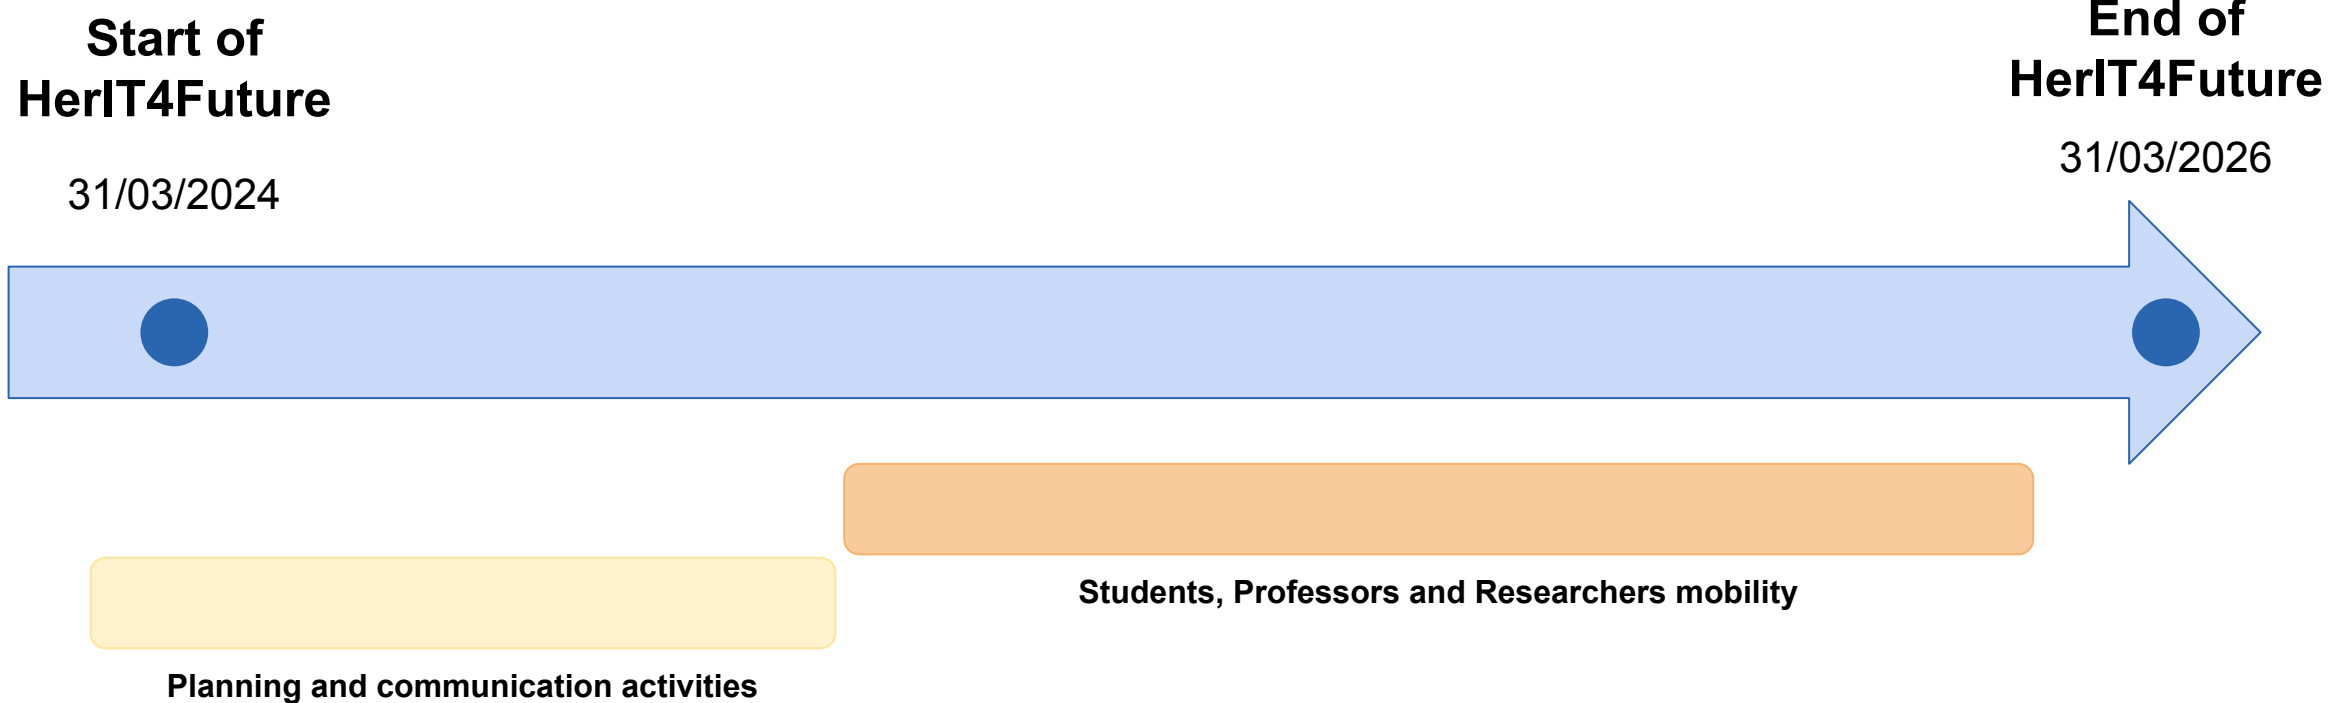 Start of
HerIT4Future
31/03/2024
End of
HerIT4Future
31/03/2026
Students, Professors and Researchers mobility
Planning and communication activities